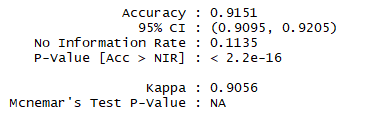 Accuracy : 0.9151
95% CI : (0.9095, 0.9205)
No Information Rate : 0.1135
P-Value [Acc > NIR] : < 2.2e-16
Kappa : 0.9056
Mcnemar's Test P-Value : NA